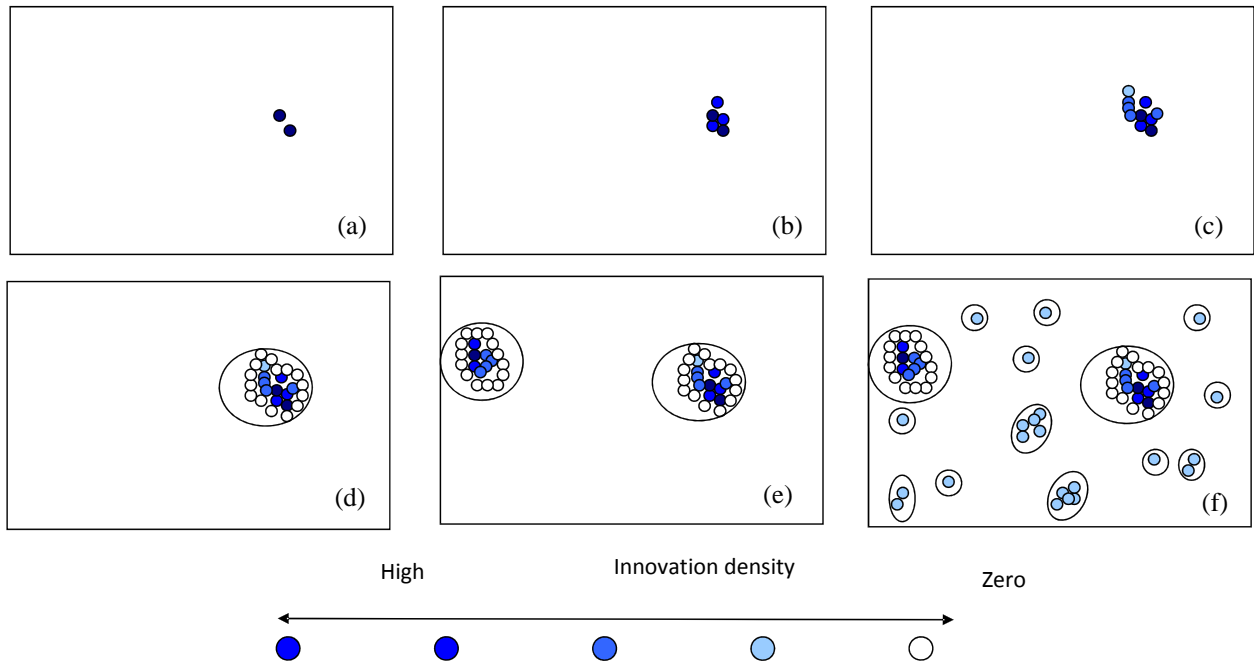 (a)
(b)
(c)
(d)
(e)
(f)
High
Innovation density
Zero